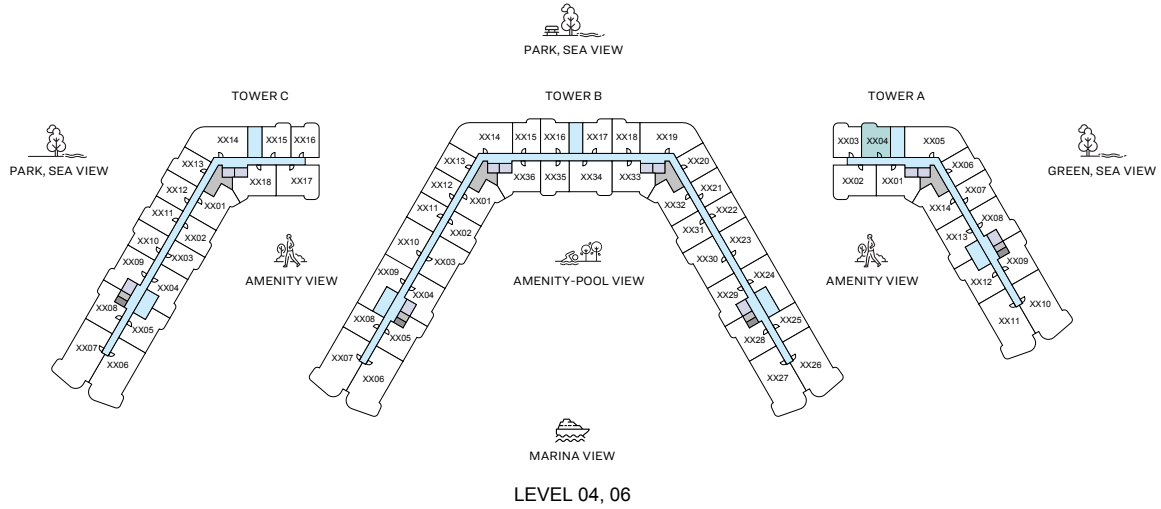 PARK, SEA VIEW
TOWER C
TOWER B
TOWER A
PARK, SEA VIEW
GREEN, SEA VIEW
XX14
XX15
XX16
XX13
XX18
XX17
XX12
XX01
XX11
XX02
XX10
XX03
XX09
XX04
XX08
XX05
XX07
XX06
XX14
XX15
XX16
XX17
XX18
XX19
XX13
XX36
XX35
XX34
XX33
XX20
XX12
XX01
XX32
XX21
XX11
XX02
XX31
XX22
XX10
XX03
XX30
XX23
XX09
XX04
XX29
XX24
XX08
XX05
XX28
XX25
XX07
XX06
XX27
XX26
XX03
XX04
XX05
XX02
XX01
XX06
XX14
XX07
XX13
XX08
XX12
XX09
XX11
XX10
AMENITY VIEW
AMENITY-POOL VIEW
AMENITY VIEW
MARINA VIEW
LEVEL 04, 06